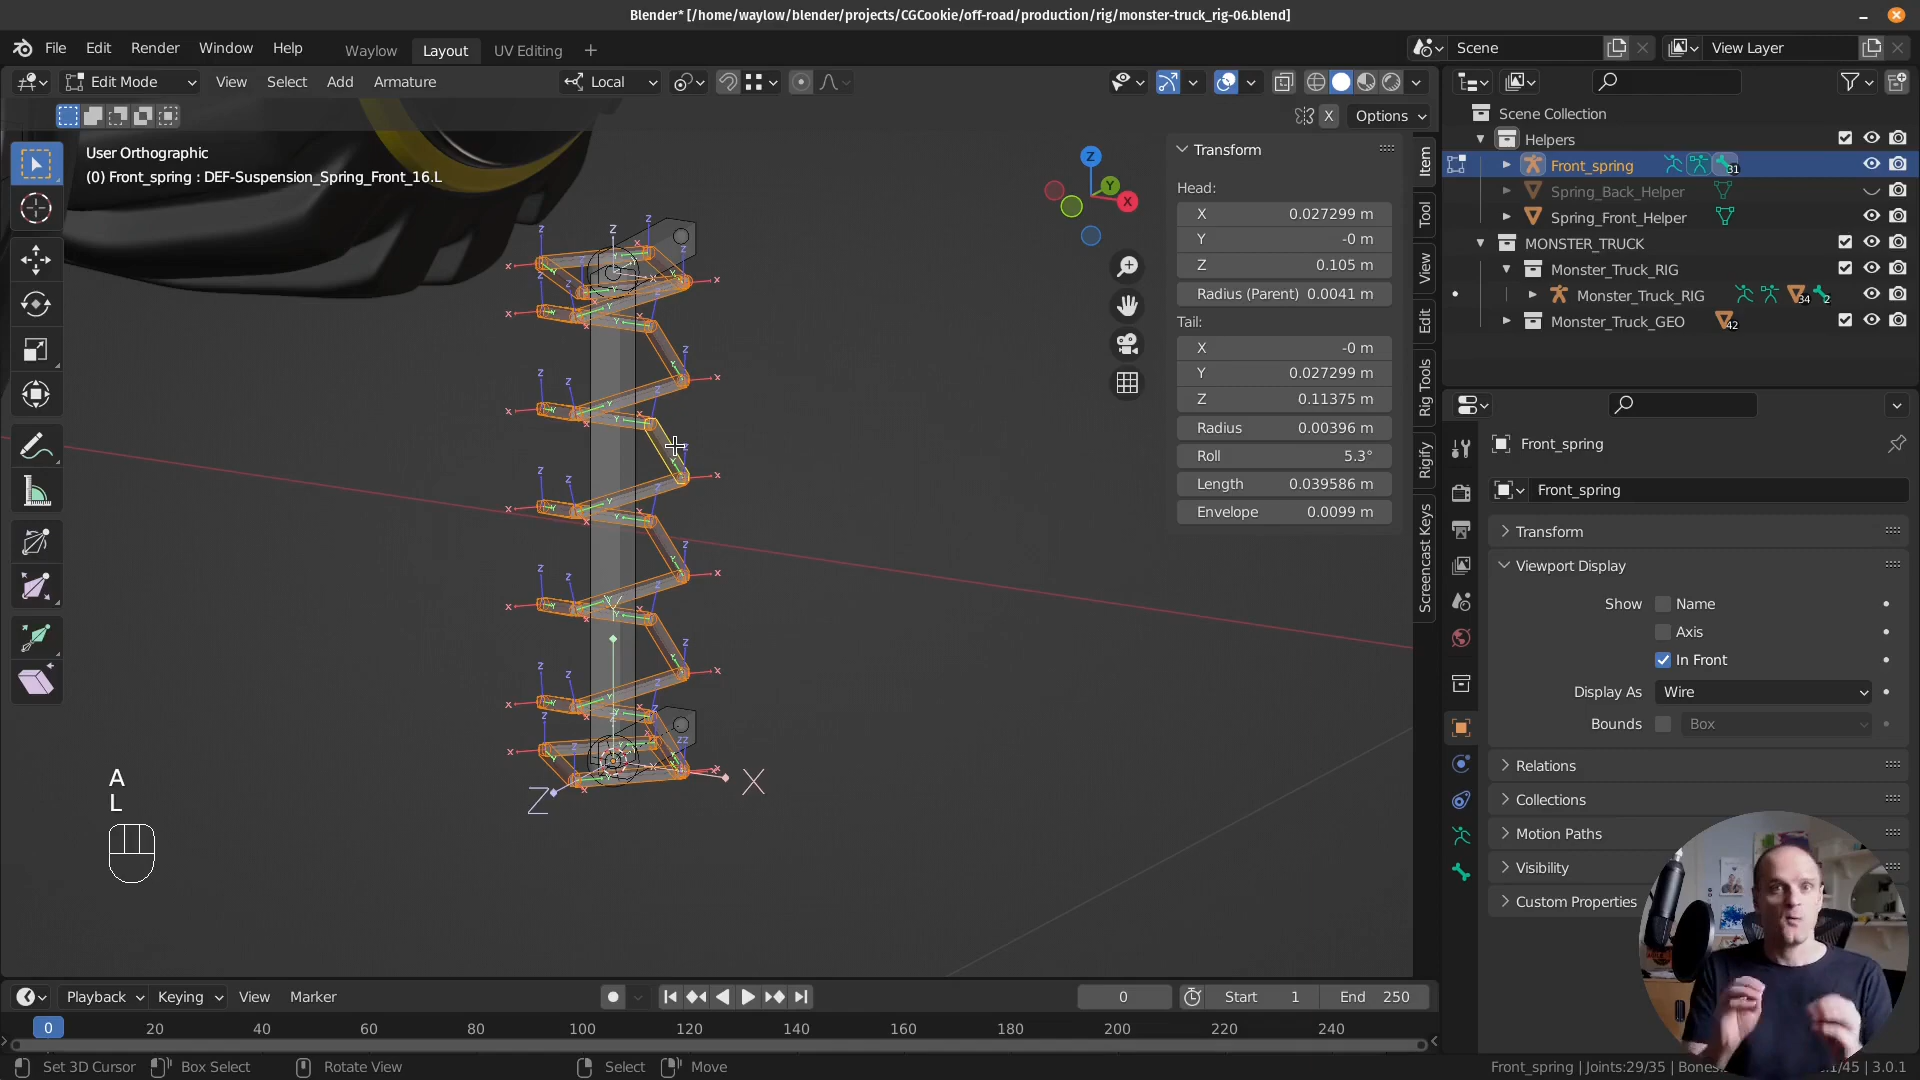 Blender* [/home/waylow/blender/projects/CGCookie/off-road/production/rig/monster-truck_rig-06.blend]
File Edit Render Window Help Waylow Layout UV Editing + Scene View Layer
Edit Mode View Select Add Armature Local
X Options
User Orthographic
(0) Front_spring : DEF-Suspension_Spring_Front_16.L
Transform
Head:
X 0.027299 m
Y -0 m
Z 0.105 m
Radius (Parent) 0.0041 m
Tail:
X -0 m
Y 0.027299 m
Z 0.11375 m
Radius 0.00396 m
Roll 5.3°
Length 0.039586 m
Envelope 0.0099 m
Item
Tool
View
Edit
Rig Tools
Rigify
Screencast Keys
Z
Y
X
X
Z
A
L
Scene Collection
Helpers
Front_spring 31
Spring_Back_Helper
Spring_Front_Helper
MONSTER_TRUCK
Monster_Truck_RIG
Monster_Truck_RIG 34 2
Monster_Truck_GEO 42
Front_spring
Front_spring
Transform
Viewport Display
Show Name
Axis
In Front
Display As Wire
Bounds Box
Relations
Collections
Motion Paths
Visibility
Custom Properties
Playback Keying View Marker 0 Start 1 End 250
0 20 40 60 80 100 120 140 160 180 200 220 240
Set 3D Cursor Box Select Rotate View Select Move Front_spring | Joints:29/35 | Bones: /45 | 3.0.1